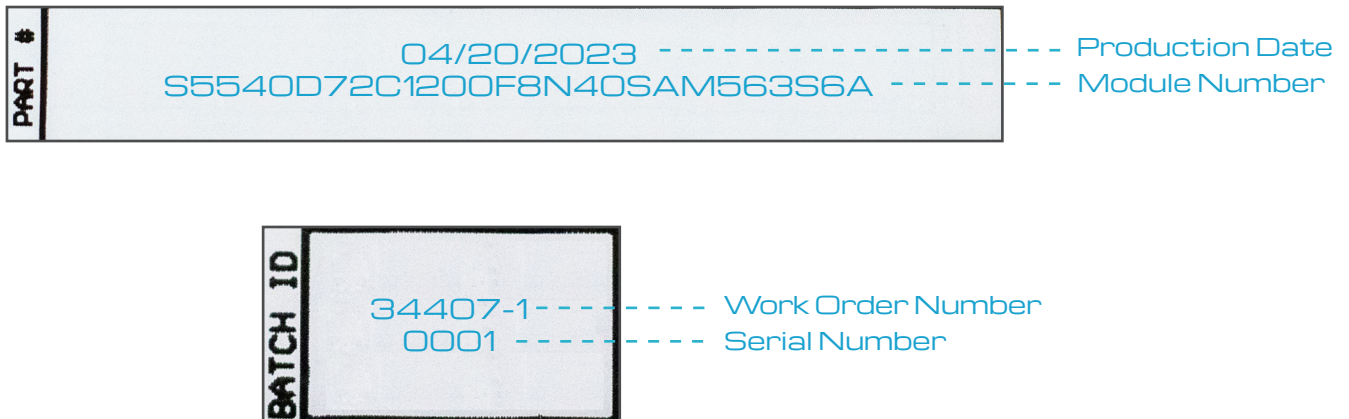 PART #
04/20/2023
Production Date
S5540D72C1200F8N40SAM563S6A
Module Number
BATCH ID
34407-1
Work Order Number
0001
Serial Number